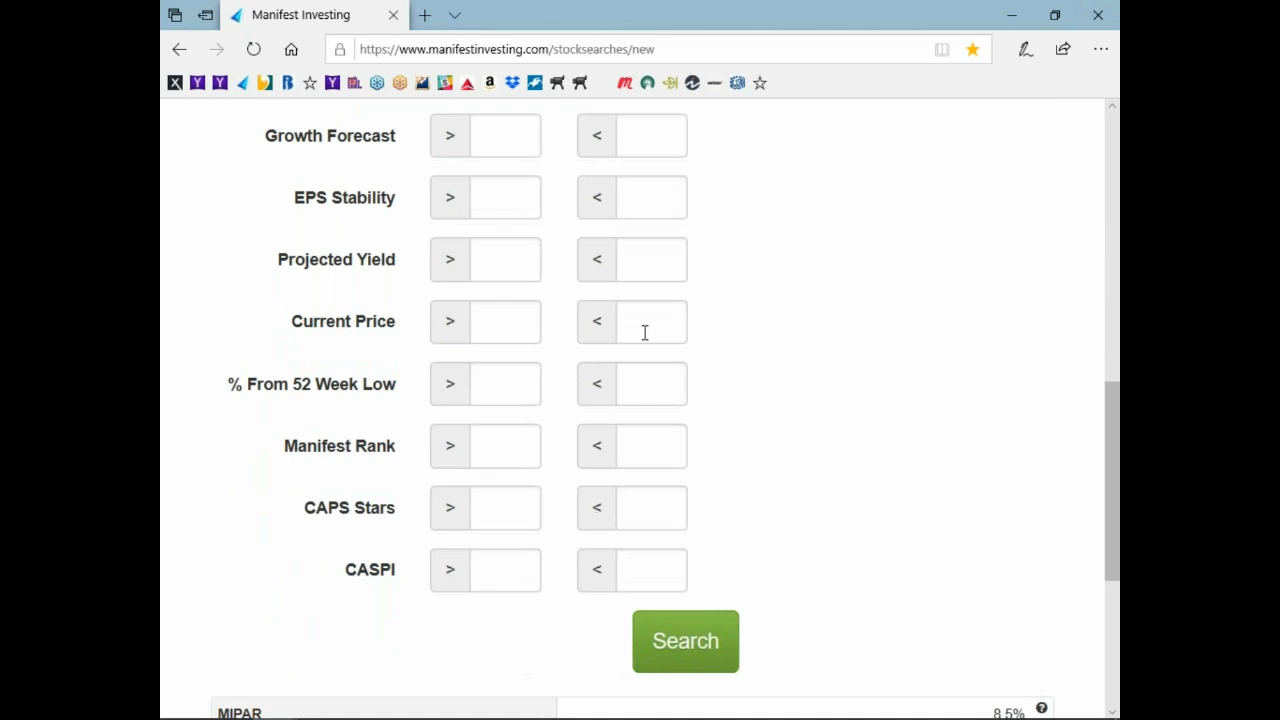 Manifest Investing
https://www.manifestinvesting.com/stocksearches/new
Growth Forecast > <
EPS Stability > <
Projected Yield > <
Current Price > <
% From 52 Week Low > <
Manifest Rank > <
CAPS Stars > <
CASPI > <
Search
MIPAR 8.5% ?